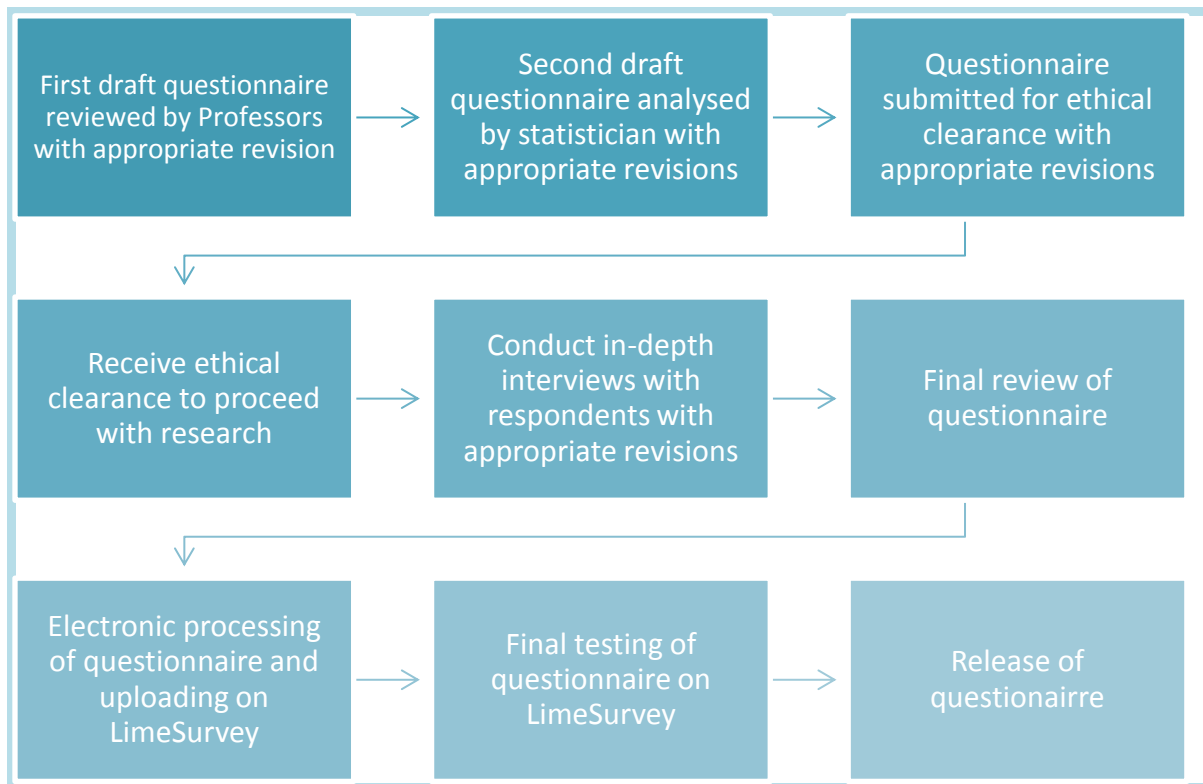 First draft questionnaire
reviewed by Professors
with appropriate revision
Second draft
questionnaire analysed
by statistician with
appropriate revisions
Questionnaire
submitted for ethical
clearance with
appropriate revisions
Receive ethical
clearance to proceed
with research
Conduct in-depth
interviews with
respondents with
appropriate revisions
Final review of
questionnaire
Electronic processing
of questionnaire and
uploading on
LimeSurvey
Final testing of
questionnaire on
LimeSurvey
Release of
questionairre